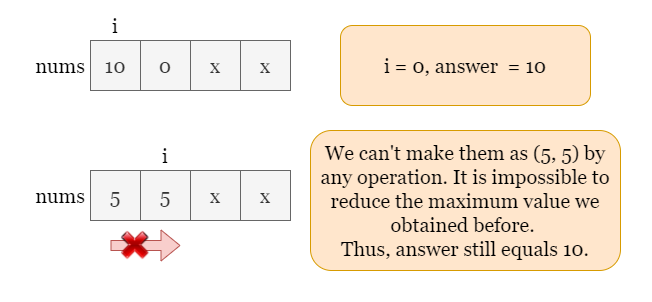 i
nums 10 0 x x
i = 0, answer = 10
i
nums 5 5 x x
We can't make them as (5, 5) by
any operation. It is impossible to
reduce the maximum value we
obtained before.
Thus, answer still equals 10.